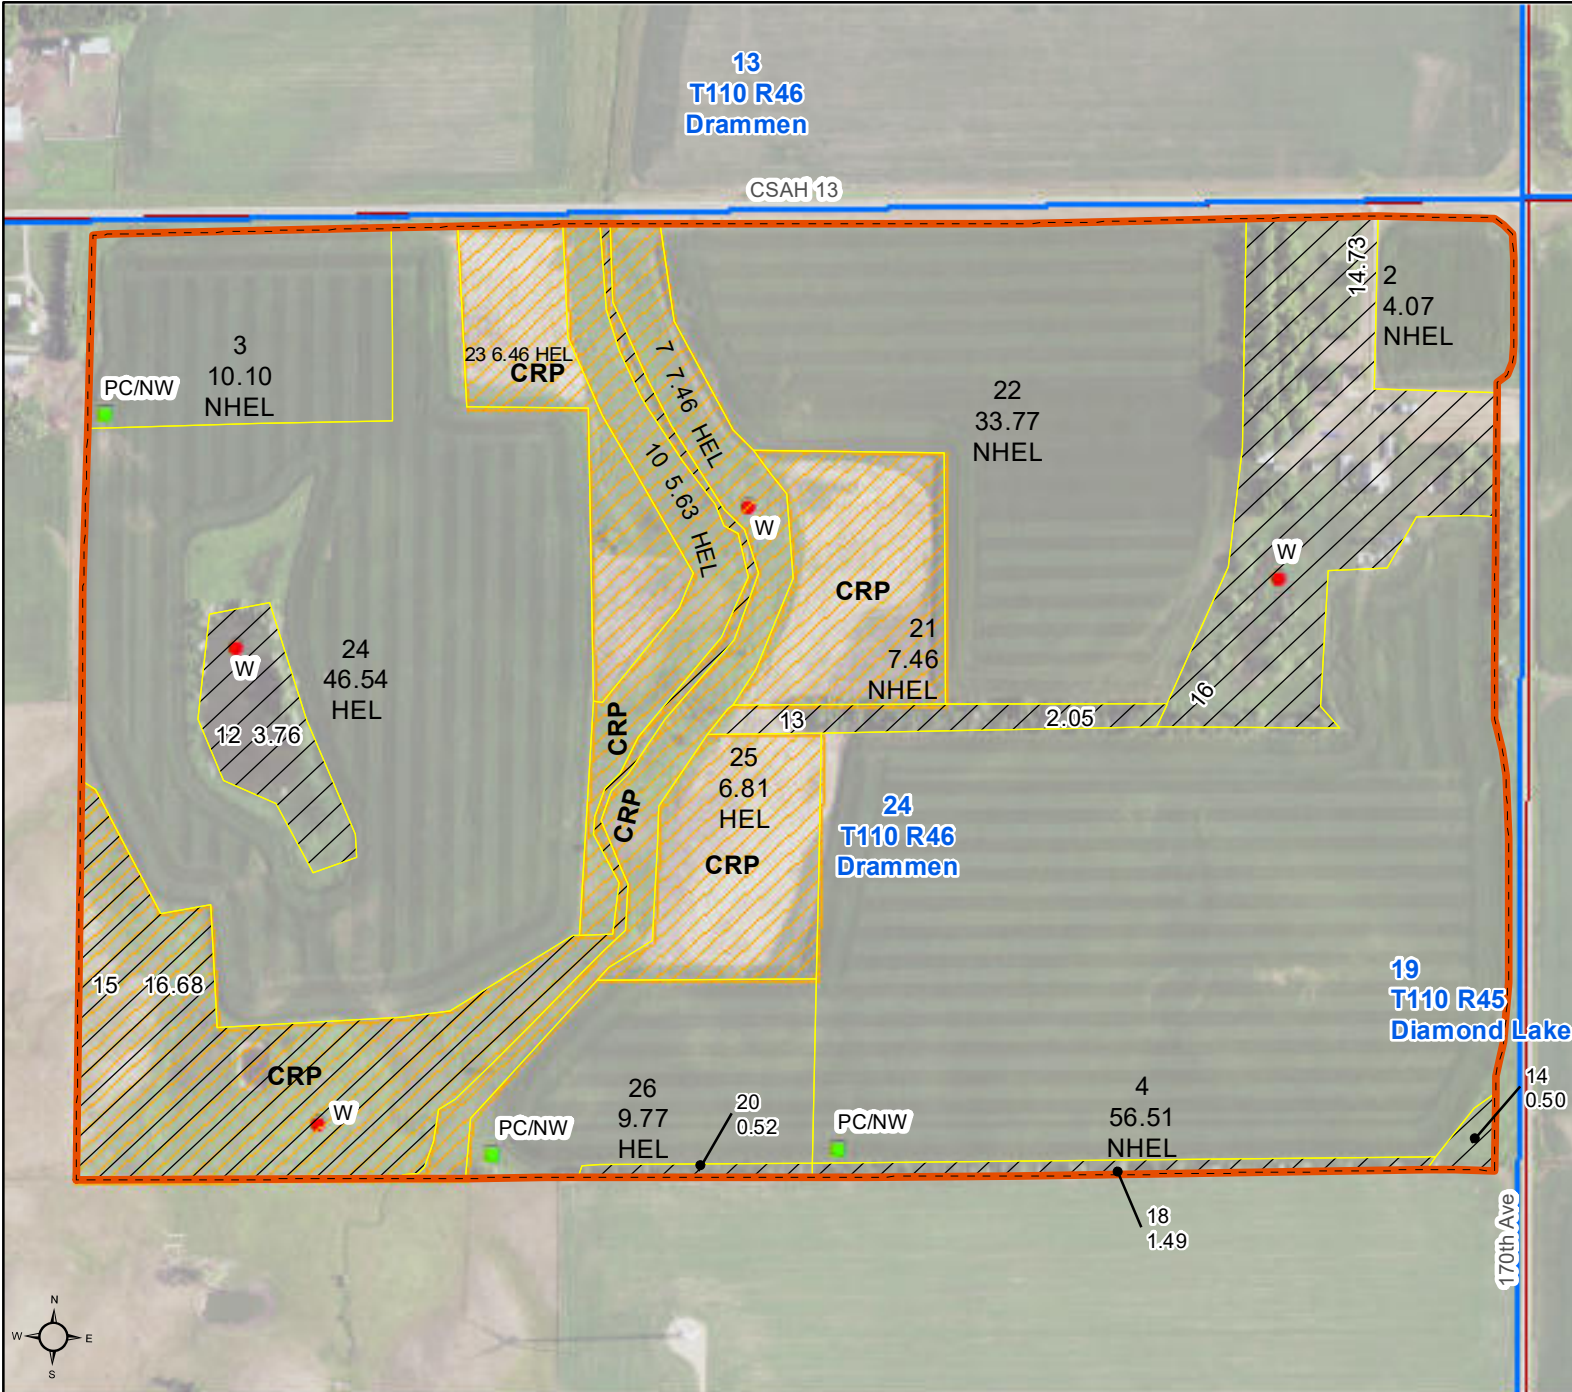 13
T110 R46
Drammen
CSAH 13
14.73
2
4.07
NHEL
3
10.10
NHEL
PC/NW
23 6.46 HEL
CRP
7 7.46 HEL
22
33.77
NHEL
10 5.63 HEL
W
W
CRP
21
7.46
NHEL
24
46.54
HEL
W
12 3.76
16
13
2.05
CRP
CRP
25
6.81
HEL
CRP
24
T110 R46
Drammen
15 16.68
19
T110 R45
Diamond Lake
CRP
W
PC/NW
26
9.77
HEL
20
0.52
PC/NW
4
56.51
NHEL
14
0.50
18
1.49
170th Ave
N
W
E
S